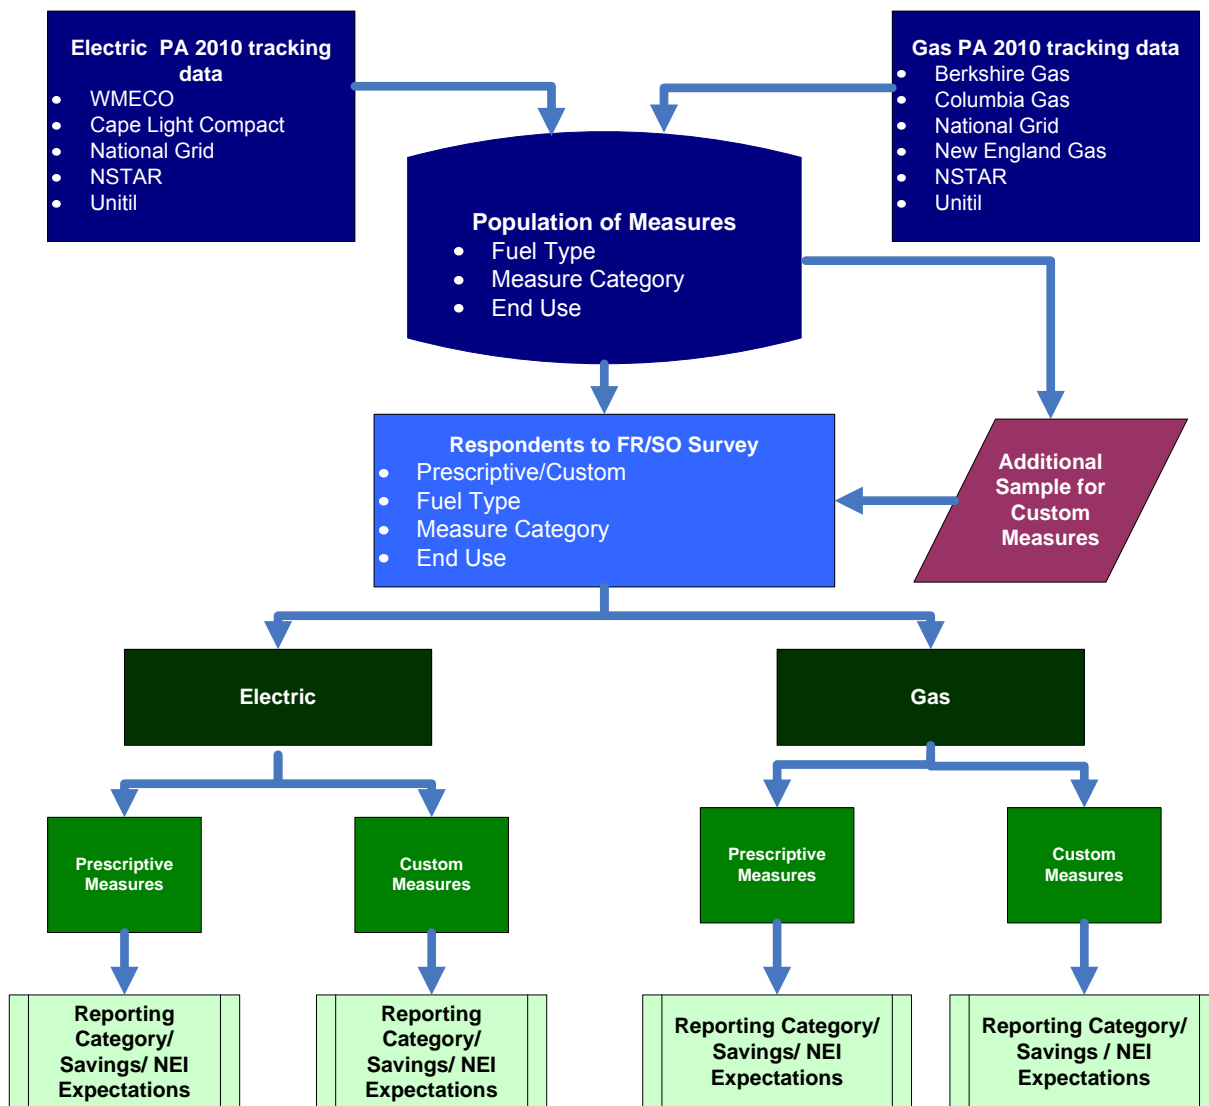 Electric PA 2010 tracking
data
• WMECO
• Cape Light Compact
• National Grid
• NSTAR
• Unitil
Gas PA 2010 tracking data
• Berkshire Gas
• Columbia Gas
• National Grid
• New England Gas
• NSTAR
• Unitil
Population of Measures
• Fuel Type
• Measure Category
• End Use
Respondents to FR/SO Survey
• Prescriptive/Custom
• Fuel Type
• Measure Category
• End Use
Additional
Sample for
Custom
Measures
Electric
Gas
Prescriptive
Measures
Custom
Measures
Prescriptive
Measures
Custom
Measures
Reporting
Category/
Savings/ NEI
Expectations
Reporting
Category/
Savings/ NEI
Expectations
Reporting Category/
Savings/ NEI
Expectations
Reporting Category/
Savings / NEI
Expectations